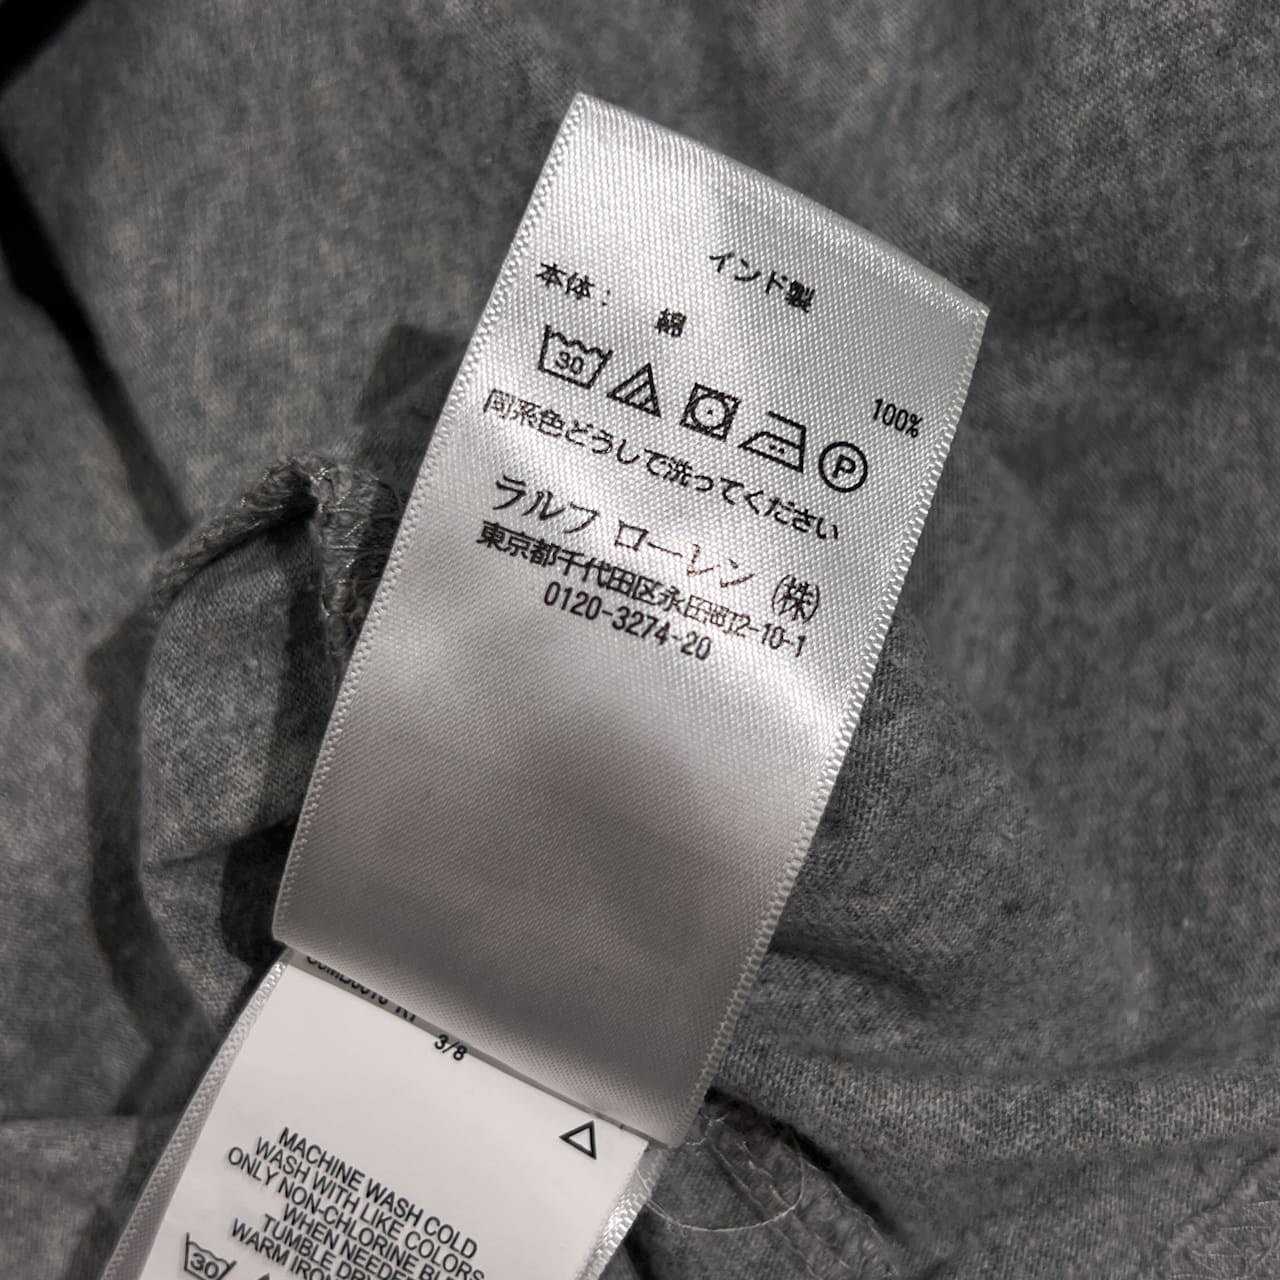 インド製
本体：
綿
100%
30
P
同系色どうしで洗ってください
ラルフ ローレン (株)
東京都千代田区永田町2-10-1
0120-3274-20
3/8
MACHINE WASH COLD
WASH WITH LIKE COLORS
ONLY NON-CHLORINE
WHEN NEEDED
TUMBLE DRY
WARM IRON
30